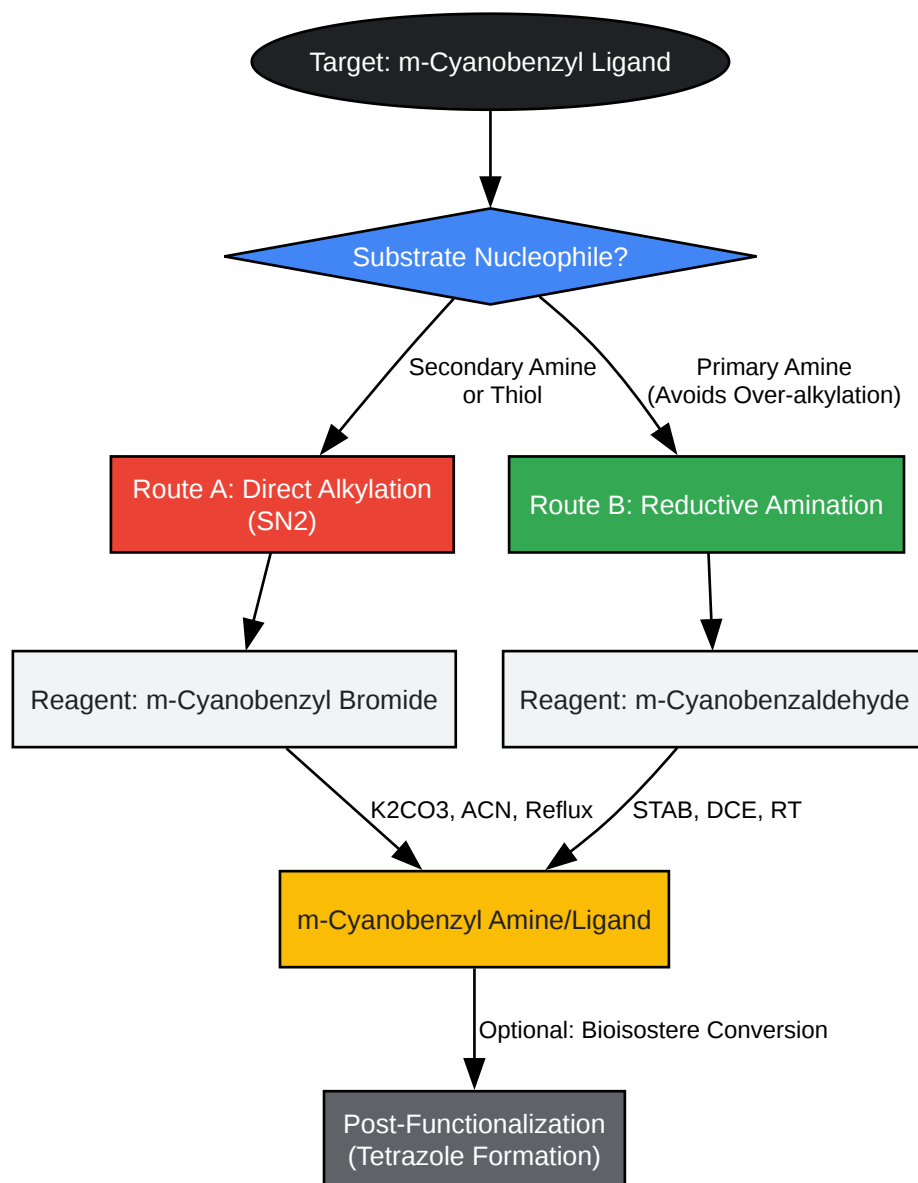 Target: m-Cyanobenzyl Ligand
Substrate Nucleophile?
Secondary Amine
or Thiol
Primary Amine
(Avoids Over-alkylation)
Route A: Direct Alkylation
(SN2)
Route B: Reductive Amination
Reagent: m-Cyanobenzyl Bromide
Reagent: m-Cyanobenzaldehyde
K2CO3, ACN, Reflux
STAB, DCE, RT
m-Cyanobenzyl Amine/Ligand
Optional: Bioisostere Conversion
Post-Functionalization
(Tetrazole Formation)